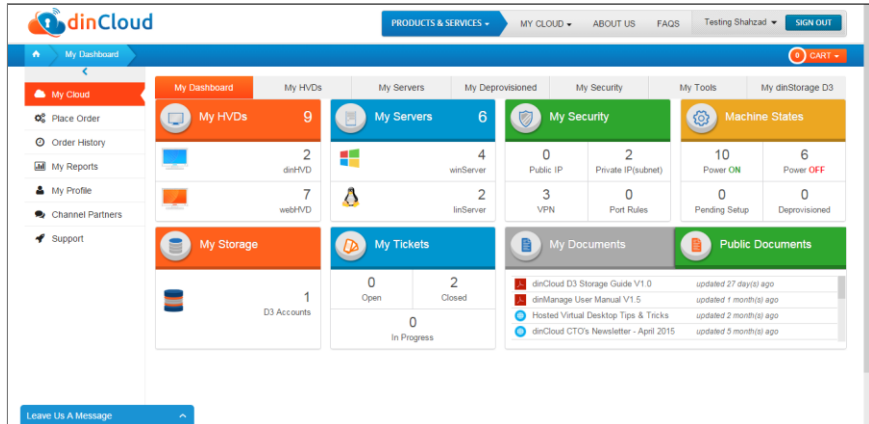 dinCloud
PRODUCTS & SERVICES MY CLOUD ABOUT US FAQS Testing Shahzad SIGN OUT
My Dashboard 0 CART
My Cloud
Place Order
Order History
My Reports
My Profile
Channel Partners
Support
My Dashboard My HVDs My Servers My Deprovisioned My Security My Tools My dinStorage D3
My HVDs 9
2
dinHVD
7
webHVD
My Servers 6
4
winServer
2
linServer
My Security
0 2
Public IP Private IP(subnet)
3 0
VPN Port Rules
Machine States
10 6
Power ON Power OFF
0 0
Pending Setup Deprovisioned
My Storage
1
D3 Accounts
My Tickets
0 2
Open Closed
0
In Progress
My Documents Public Documents
dinCloud D3 Storage Guide V1.0 updated 27 day(s) ago
dinManage User Manual V1.5 updated 1 month(s) ago
Hosted Virtual Desktop Tips & Tricks updated 2 month(s) ago
dinCloud CTO's Newsletter - April 2015 updated 5 month(s) ago
Leave Us A Message